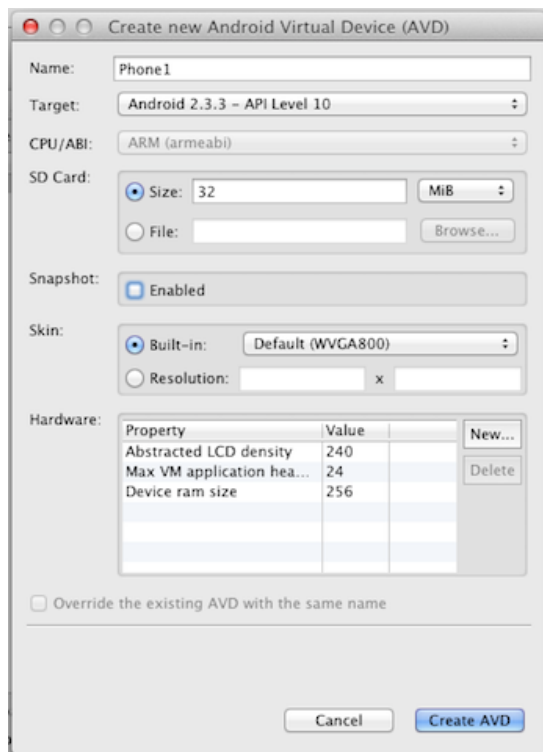 Create new Android Virtual Device (AVD)
Name: Phone1
Target: Android 2.3.3 – API Level 10
CPU/ABI: ARM (armeabi)
SD Card:
Size: 32 MiB
File: Browse...
Snapshot:
Enabled
Skin:
Built-in: Default (WVGA800)
Resolution: x
Hardware:
Property Value New...
Abstracted LCD density 240
Max VM application hea... 24 Delete
Device ram size 256
Override the existing AVD with the same name
Cancel Create AVD